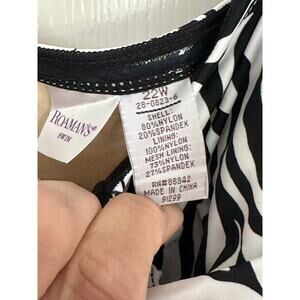 ROAMAN'S®
SWIM
22W
28-0823-6
SHELL:
80%NYLON
20%SPANDEX
LINING:
100%NYLON
MESH LINING:
73%NYLON
27%SPANDEX
RN#88842
MADE IN CHINA
91299